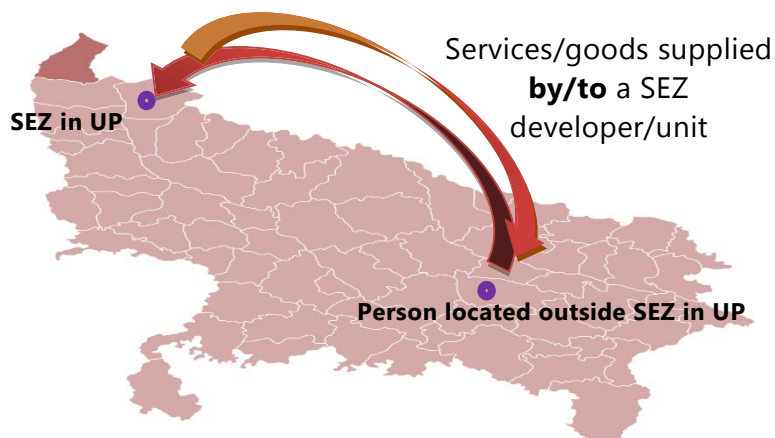 Services/goods supplied
by/to a SEZ
developer/unit
SEZ in UP
Person located outside SEZ in UP